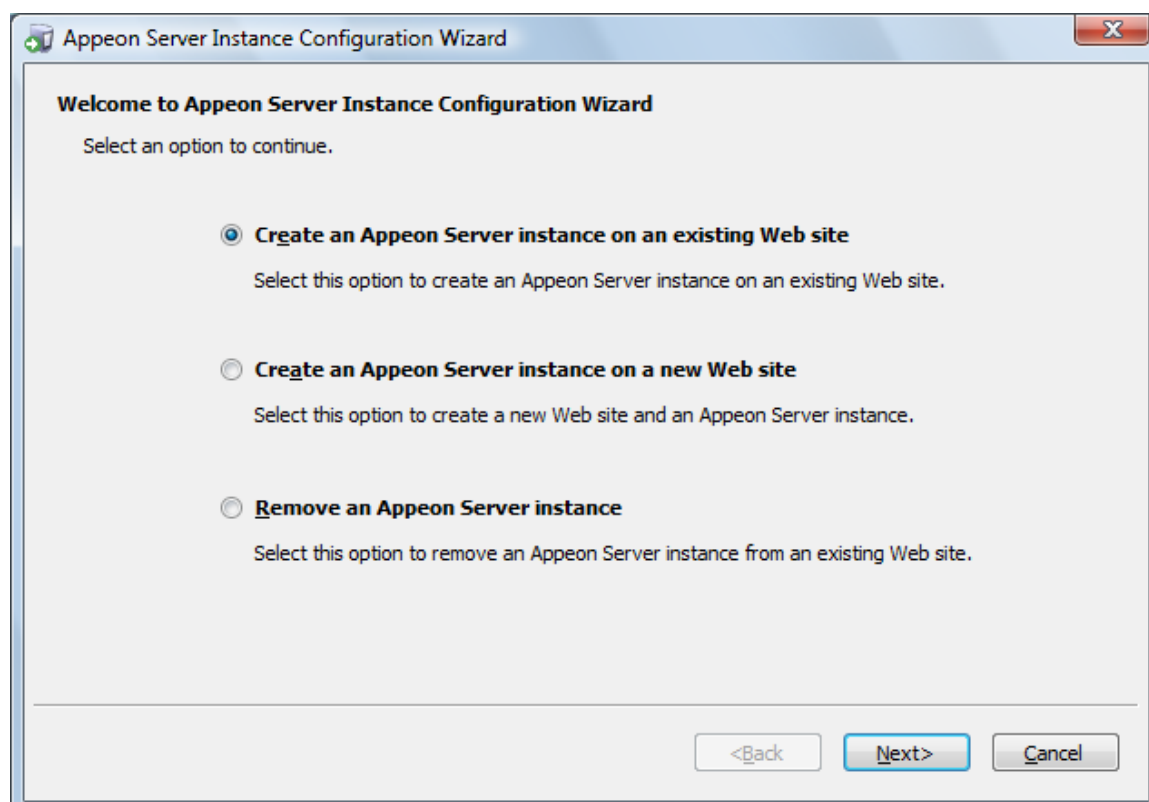 Appeon Server Instance Configuration Wizard
Welcome to Appeon Server Instance Configuration Wizard
Select an option to continue.
Create an Appeon Server instance on an existing Web site
Select this option to create an Appeon Server instance on an existing Web site.
Create an Appeon Server instance on a new Web site
Select this option to create a new Web site and an Appeon Server instance.
Remove an Appeon Server instance
Select this option to remove an Appeon Server instance from an existing Web site.
<Back Next> Cancel